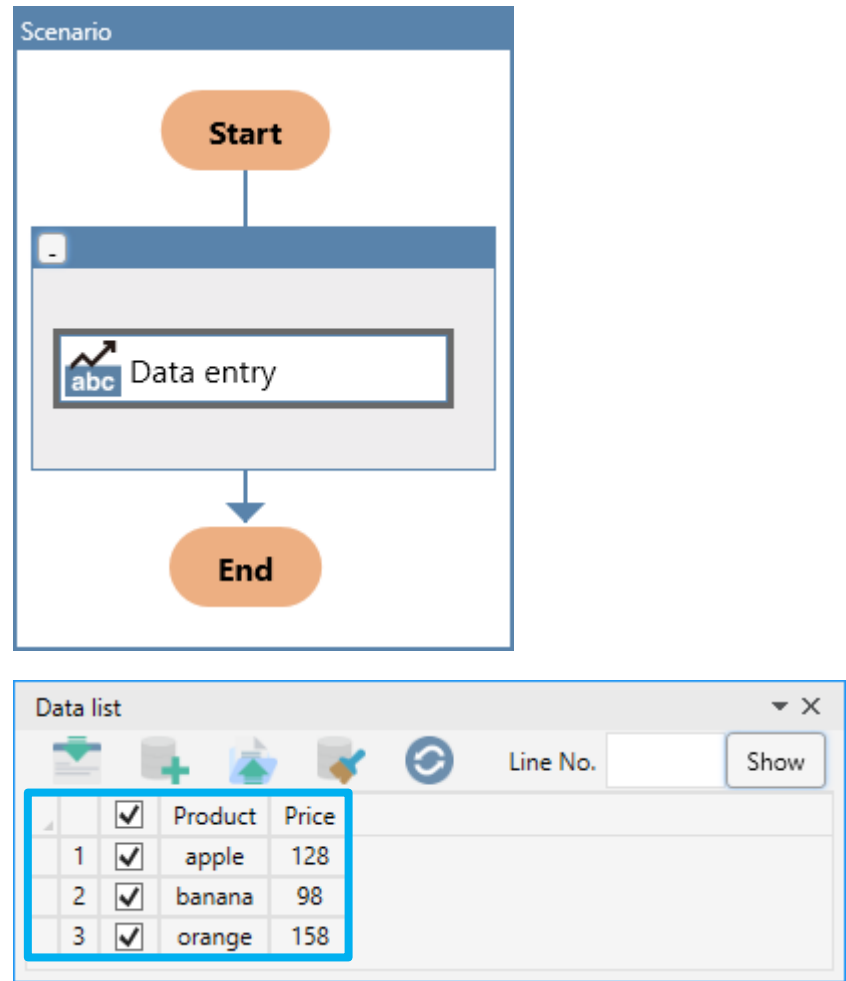 Scenario
Start
-
abc Data entry
End
Data list
Line No. Show
Product Price
1 apple 128
2 banana 98
3 orange 158